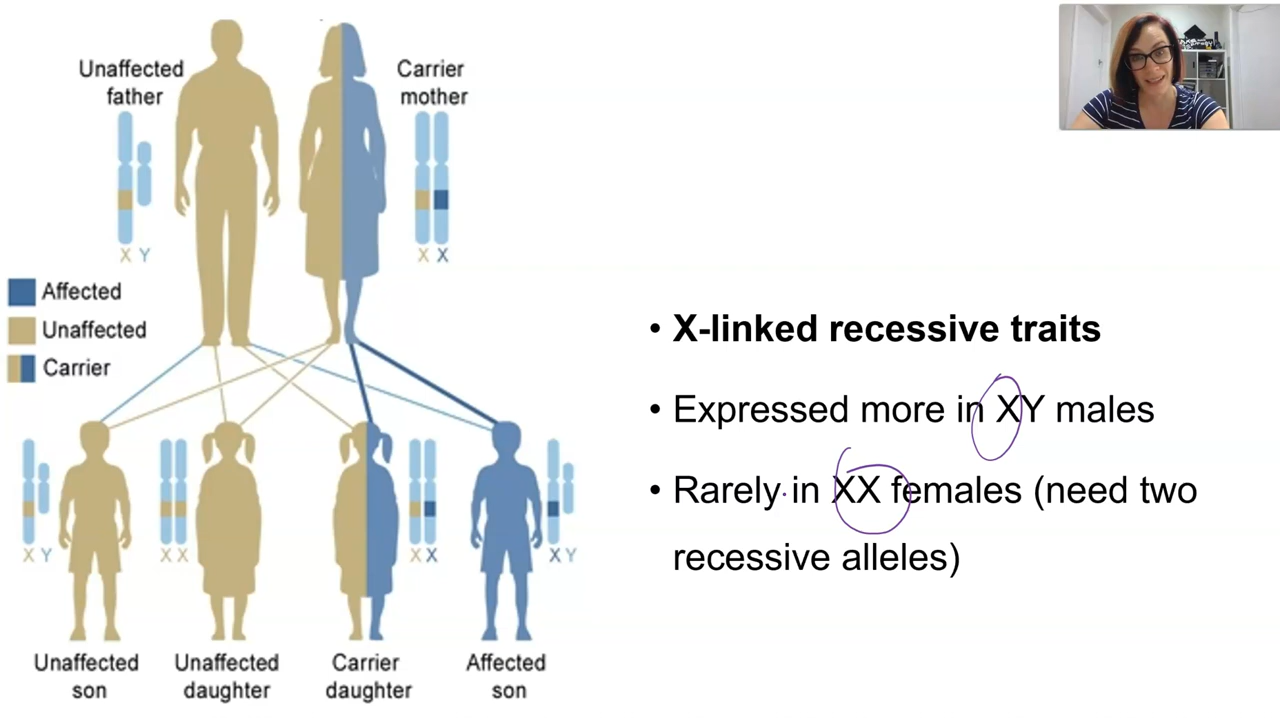 Unaffected
father
Carrier
mother
X Y
X X
Affected
Unaffected
Carrier
• X-linked recessive traits
• Expressed more in XY males
• Rarely in XX females (need two
recessive alleles)
X Y
X X
X X
X Y
Unaffected
son
Unaffected
daughter
Carrier
daughter
Affected
son